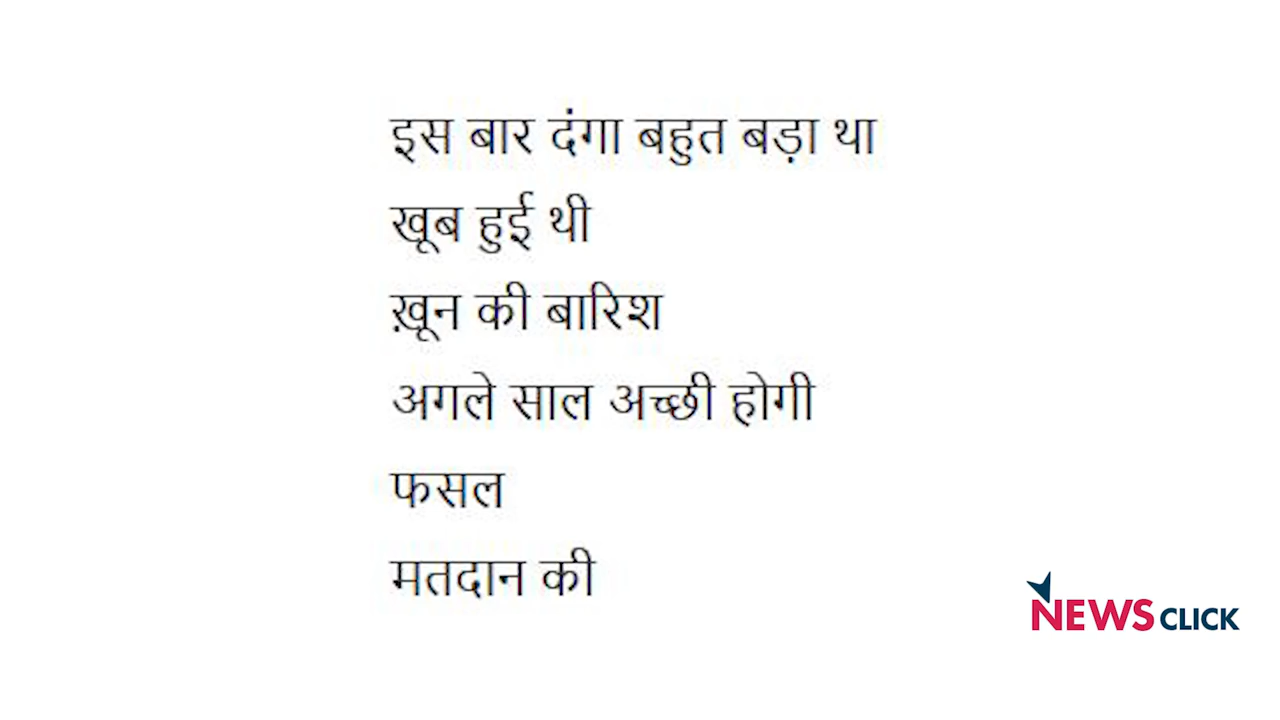 इस बार दंगा बहुत बड़ा था
खूब हुई थी
ख़ून की बारिश
अगले साल अच्छी होगी
फसल
मतदान की
NEWSCLICK